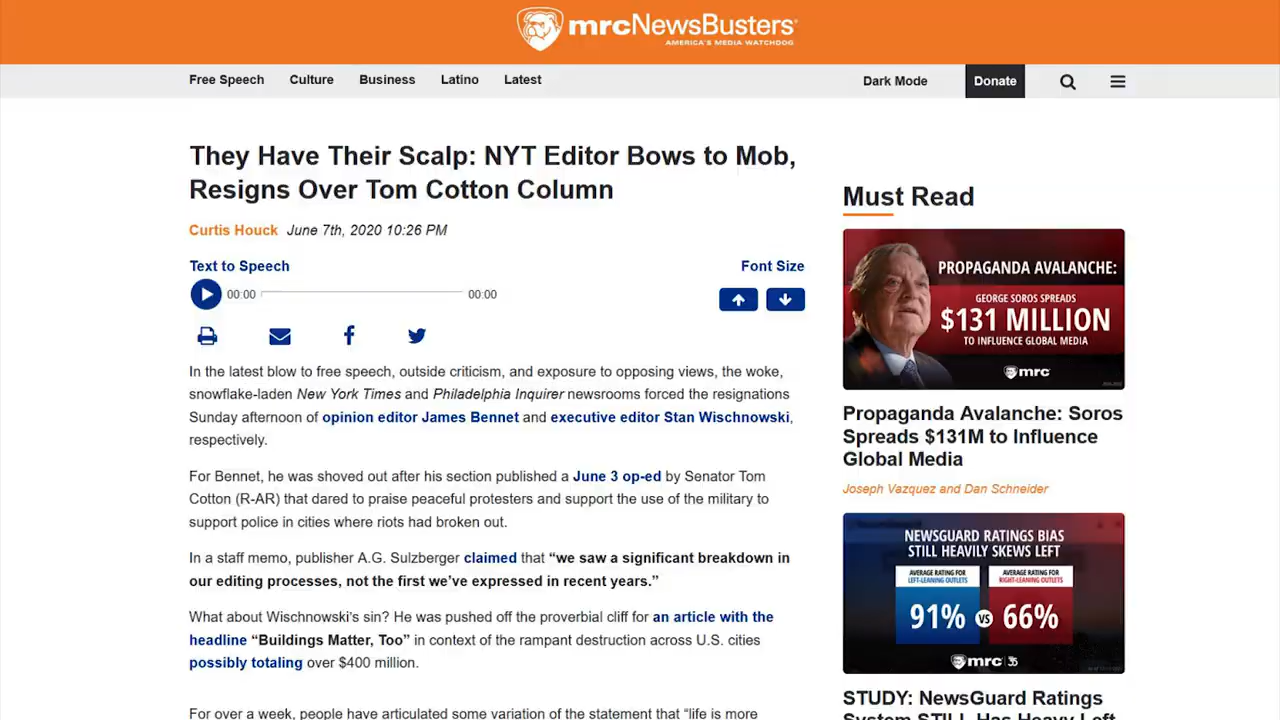 mrcNewsBusters
AMERICA'S MEDIA WATCHDOG
Free Speech Culture Business Latino Latest Dark Mode Donate
They Have Their Scalp: NYT Editor Bows to Mob,
Resigns Over Tom Cotton Column
Curtis Houck June 7th, 2020 10:26 PM
Text to Speech Font Size
00:00 00:00
In the latest blow to free speech, outside criticism, and exposure to opposing views, the woke,
snowflake-laden New York Times and Philadelphia Inquirer newsrooms forced the resignations
Sunday afternoon of opinion editor James Bennet and executive editor Stan Wischnowski,
respectively.
For Bennet, he was shoved out after his section published a June 3 op-ed by Senator Tom
Cotton (R-AR) that dared to praise peaceful protesters and support the use of the military to
support police in cities where riots had broken out.
In a staff memo, publisher A.G. Sulzberger claimed that “we saw a significant breakdown in
our editing processes, not the first we’ve expressed in recent years.”
What about Wischnowski’s sin? He was pushed off the proverbial cliff for an article with the
headline “Buildings Matter, Too” in context of the rampant destruction across U.S. cities
possibly totaling over $400 million.
For over a week, people have articulated some variation of the statement that “life is more
Must Read
PROPAGANDA AVALANCHE:
GEORGE SOROS SPREADS
$131 MILLION
TO INFLUENCE GLOBAL MEDIA
mrc
Propaganda Avalanche: Soros
Spreads $131M to Influence
Global Media
Joseph Vazquez and Dan Schneider
NEWSGUARD RATINGS BIAS
STILL HEAVILY SKEWS LEFT
AVERAGE RATING FOR
LEFT-LEANING OUTLETS
AVERAGE RATING FOR
RIGHT-LEANING OUTLETS
91% VS 66%
mrc
STUDY: NewsGuard Ratings
System STILL Has Heavy Left